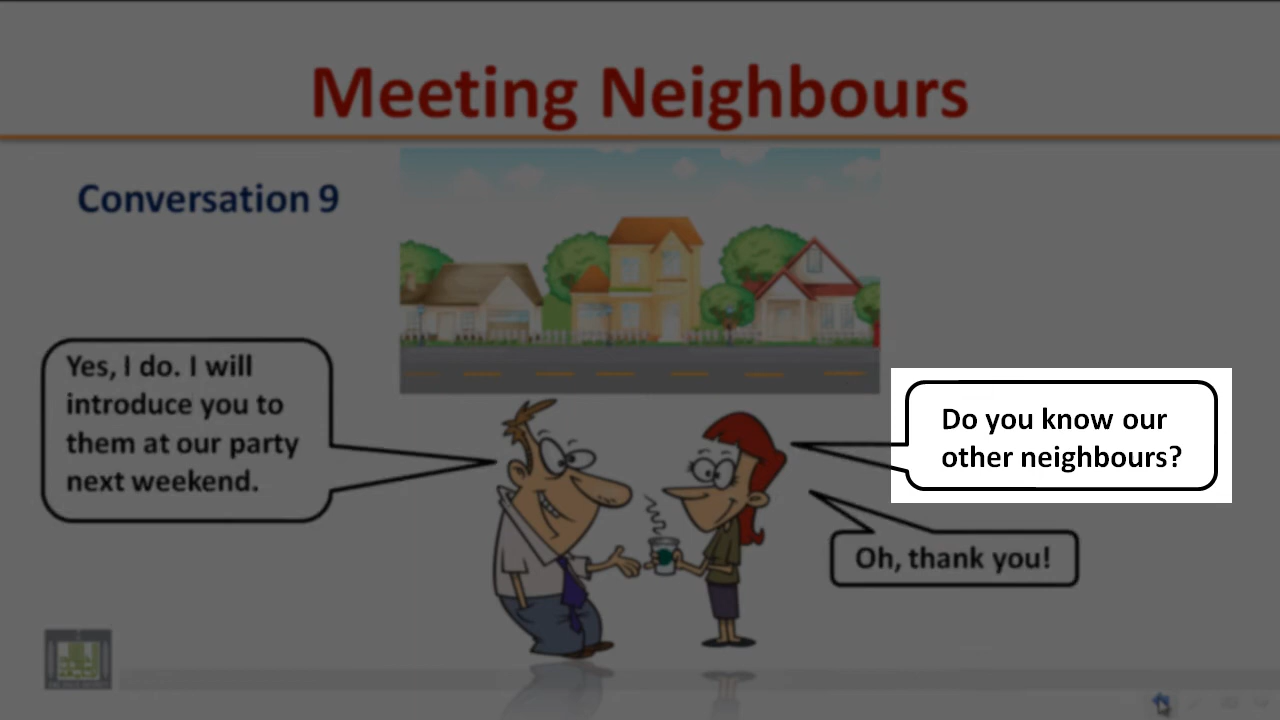 Meeting Neighbours
Conversation 9
Yes, I do. I will
introduce you to
them at our party
next weekend.
Do you know our
other neighbours?
Oh, thank you!